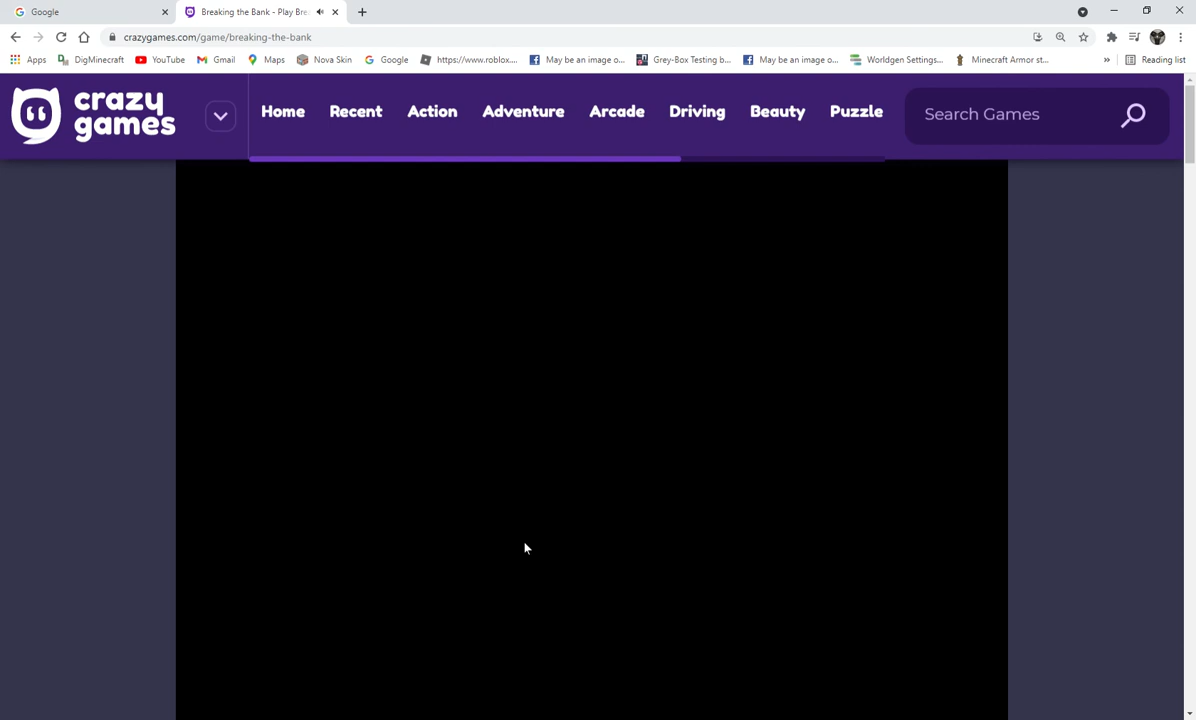 Google
Breaking the Bank - Play Bre
crazygames.com/game/breaking-the-bank
Apps DigMinecraft YouTube Gmail Maps Nova Skin Google https://www.roblox.... May be an image o... Grey-Box Testing b... May be an image o... Worldgen Settings... Minecraft Armor st... » Reading list
crazy games
Home Recent Action Adventure Arcade Driving Beauty Puzzle
Search Games